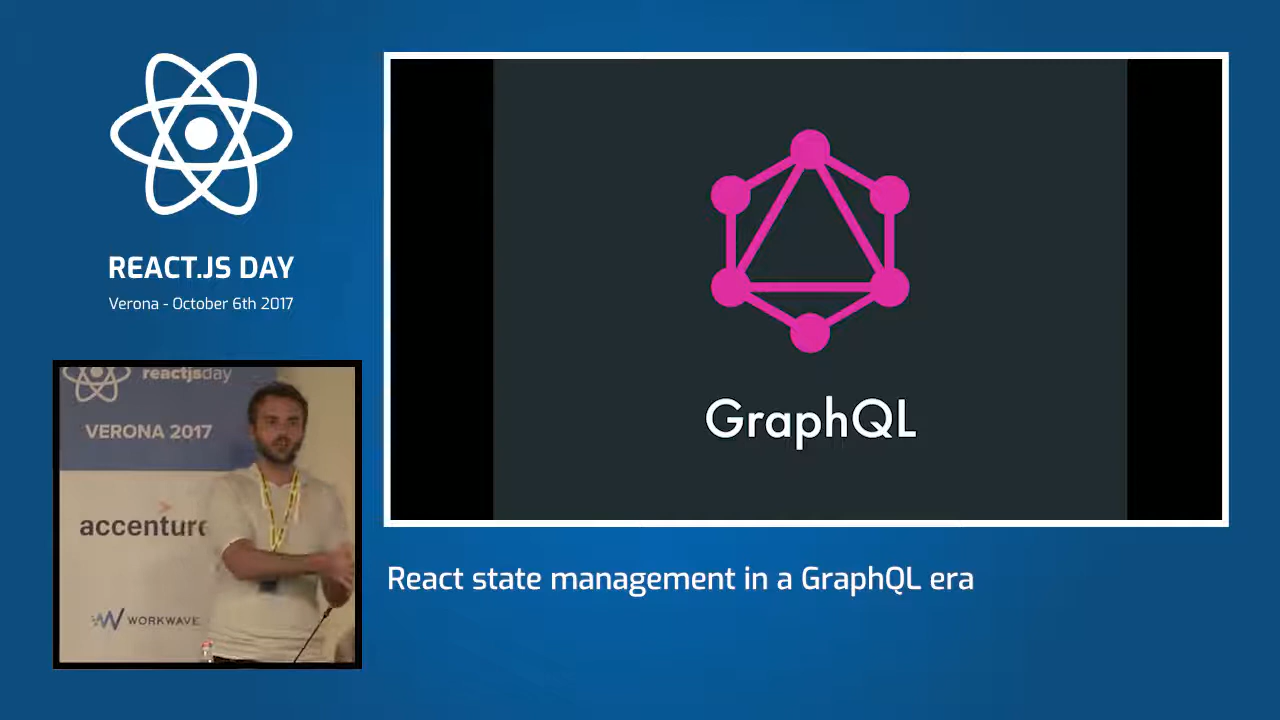 REACT.JS DAY
Verona - October 6th 2017
reactjsday
VERONA 2017
accenture
WORKWAVE
GraphQL
React state management in a GraphQL era